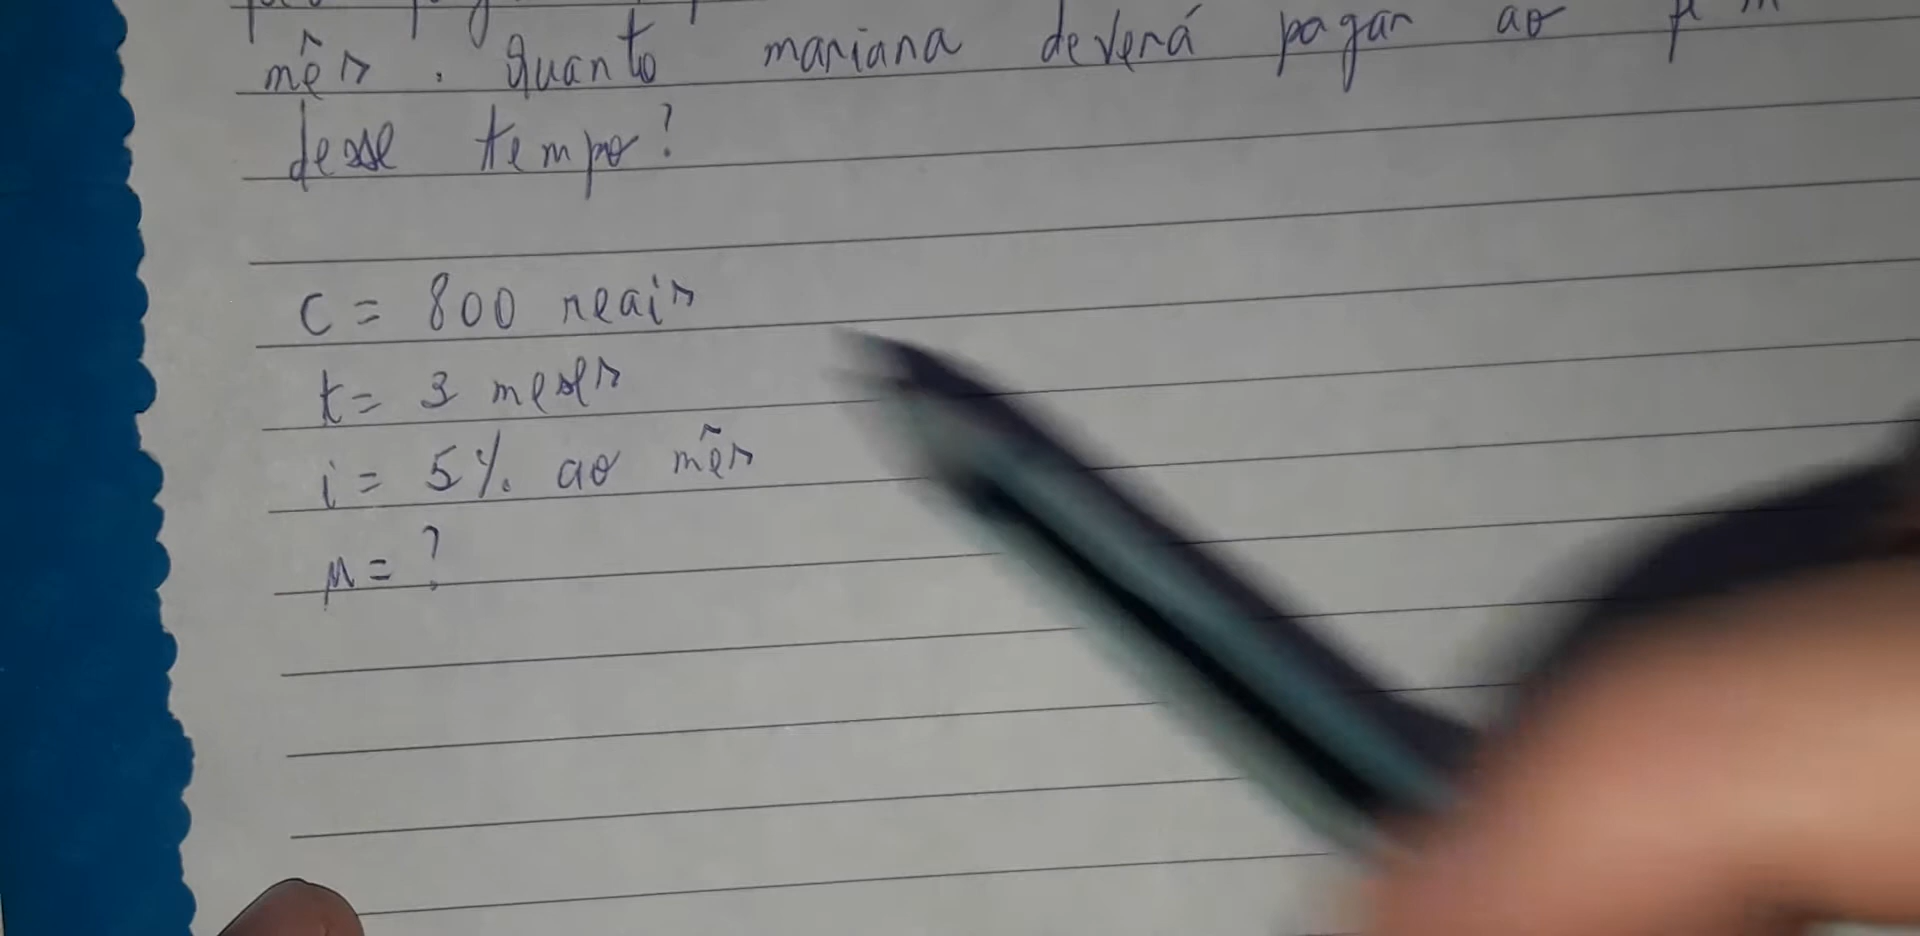 mês. Quanto mariana deverá pagar ao
desse tempo?
C = 800 reais
t = 3 meses
i = 5% ao mês
M = ?